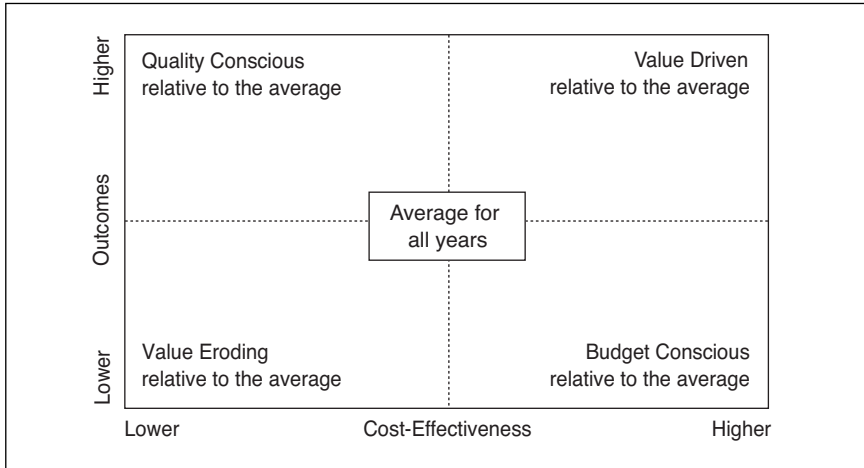 Higher
Outcomes
Lower
Quality Conscious
relative to the average
Value Driven
relative to the average
Average for
all years
Value Eroding
relative to the average
Budget Conscious
relative to the average
Lower
Cost-Effectiveness
Higher